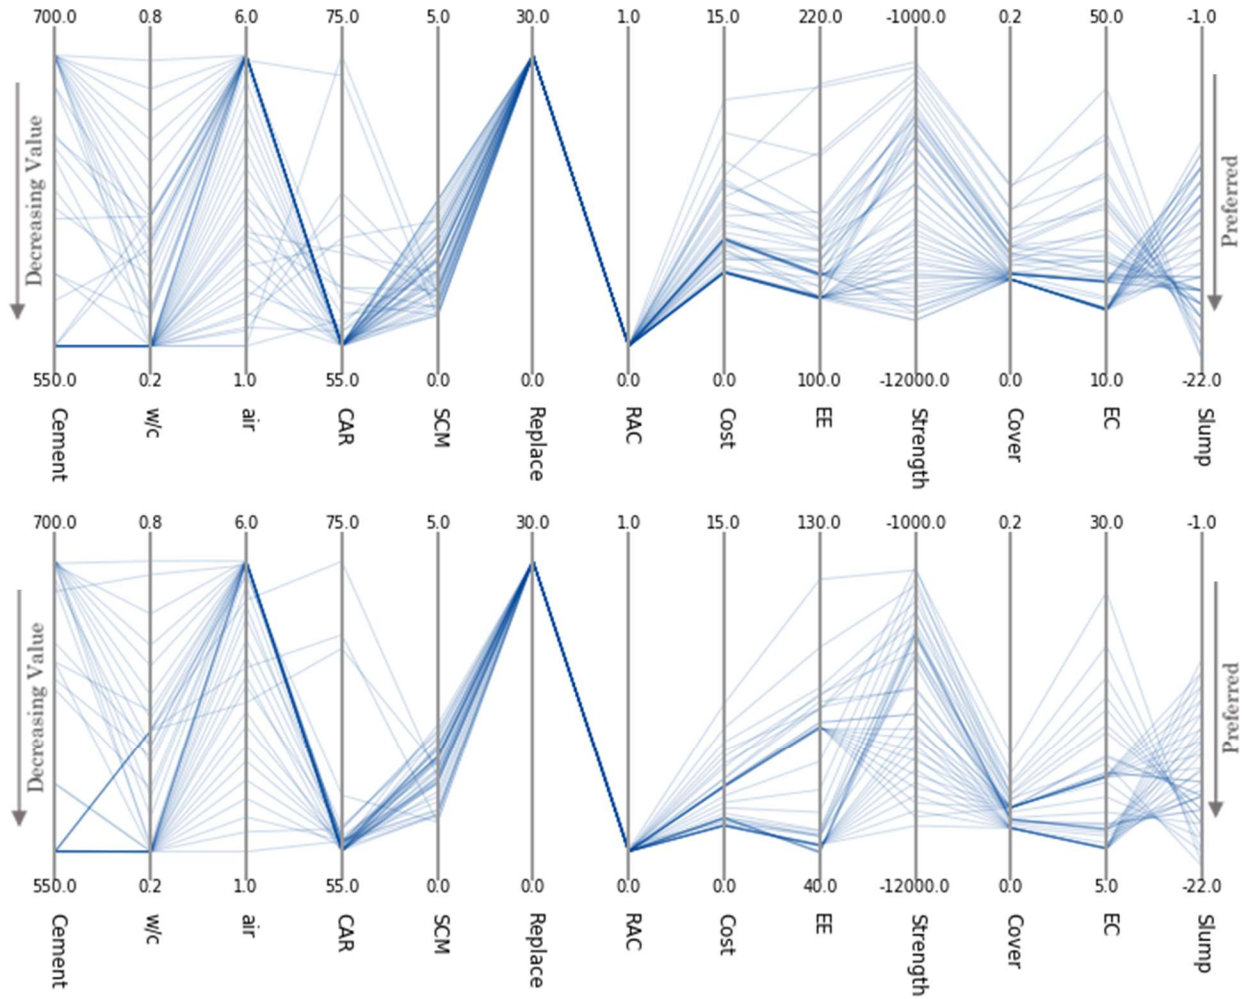 700.0 0.8 6.0 75.0 5.0 30.0 1.0 15.0 220.0 -1000.0 0.2 50.0 -1.0
Decreasing Value
Preferred
550.0 0.2 1.0 55.0 0.0 0.0 0.0 0.0 100.0 -12000.0 0.0 10.0 -22.0
Cement w/c air CAR SCM Replace RAC Cost EE Strength Cover EC Slump
700.0 0.8 6.0 75.0 5.0 30.0 1.0 15.0 130.0 -1000.0 0.2 30.0 -1.0
Decreasing Value
Preferred
550.0 0.2 1.0 55.0 0.0 0.0 0.0 0.0 40.0 -12000.0 0.0 5.0 -22.0
Cement w/c air CAR SCM Replace RAC Cost EE Strength Cover EC Slump